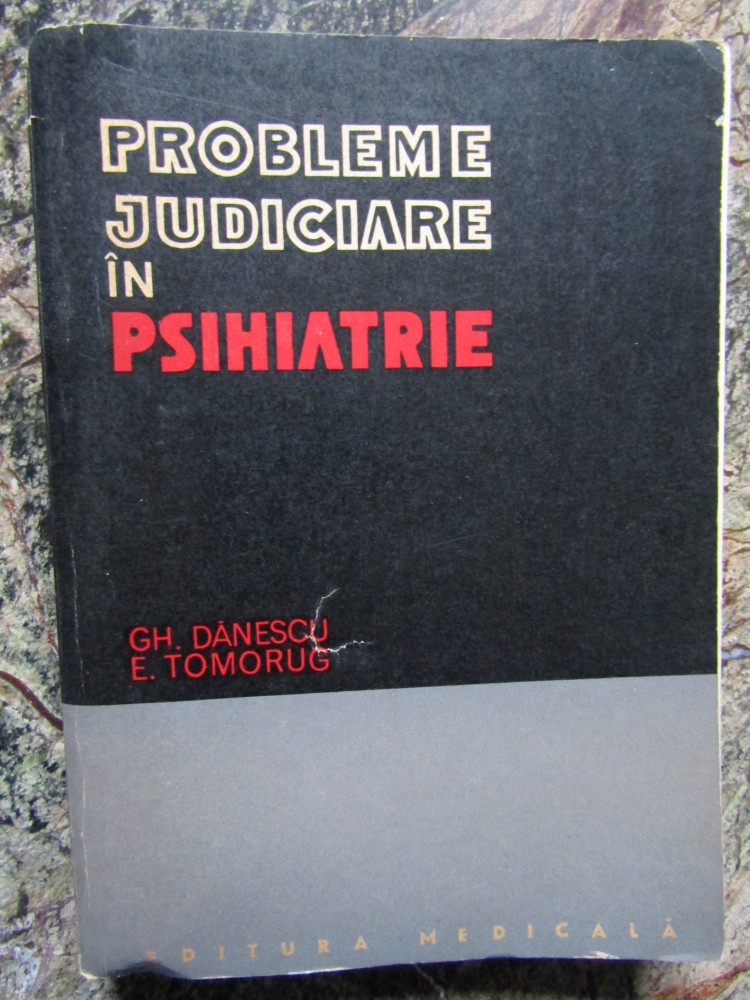 PROBLEME
JUDICIARE
ÎN
PSIHIATRIE
GH. DĂNESCU
E. TOMORUG
EDITURA MEDICALĂ